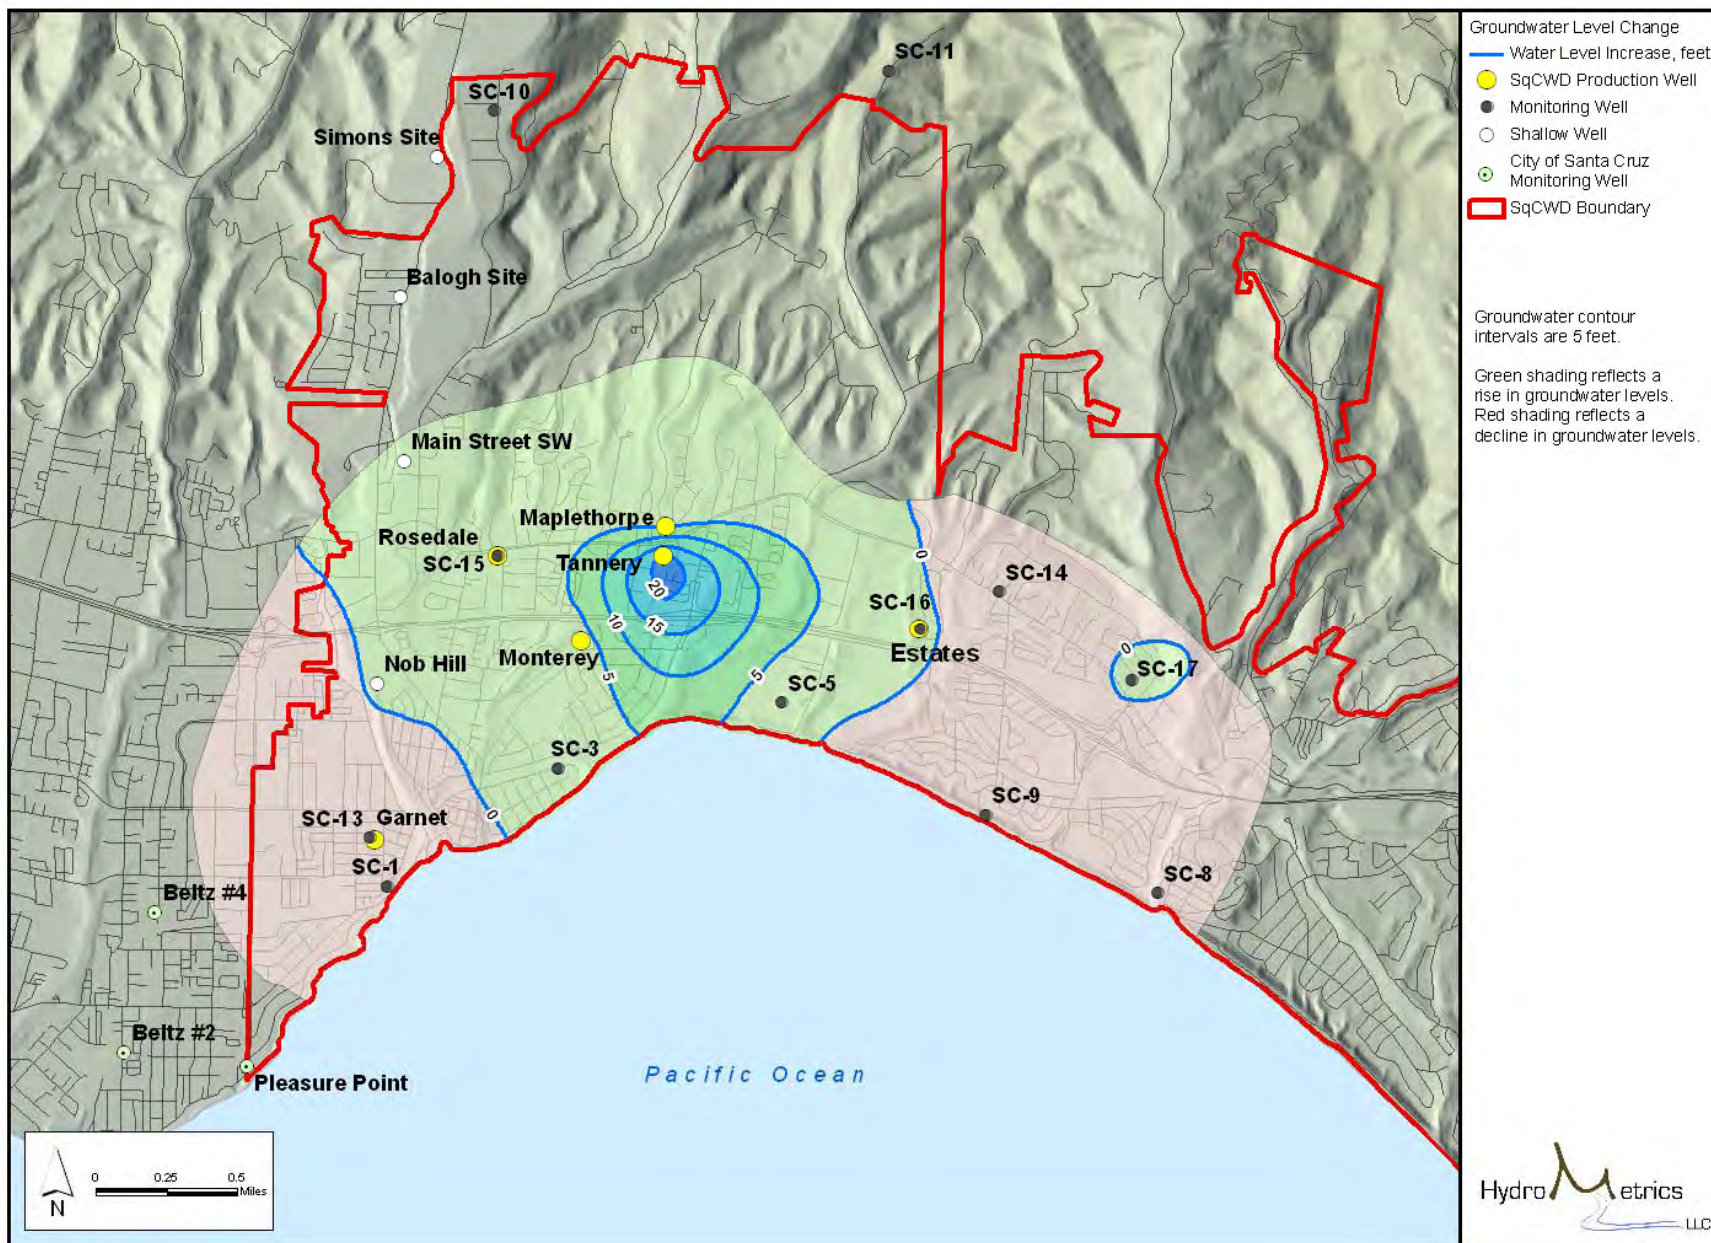 SC-11
SC-10
Simons Site
Balogh Site
Main Street SW
Maplethorpe
Rosedale
SC-15
Tannery
20
15
10
5
5
0
0
0
0
SC-14
SC-16
Estates
Monterey
Nob Hill
SC-17
SC-5
SC-3
SC-9
SC-13 Garnet
SC-1
SC-8
Beltz #4
Beltz #2
Pleasure Point
Pacific Ocean
N
0 0.25 0.5
Miles
Groundwater Level Change
Water Level Increase, feet
SqCWD Production Well
Monitoring Well
Shallow Well
City of Santa Cruz
Monitoring Well
SqCWD Boundary
Groundwater contour
intervals are 5 feet.
Green shading reflects a
rise in groundwater levels.
Red shading reflects a
decline in groundwater levels.
Hydro Metrics
LLC